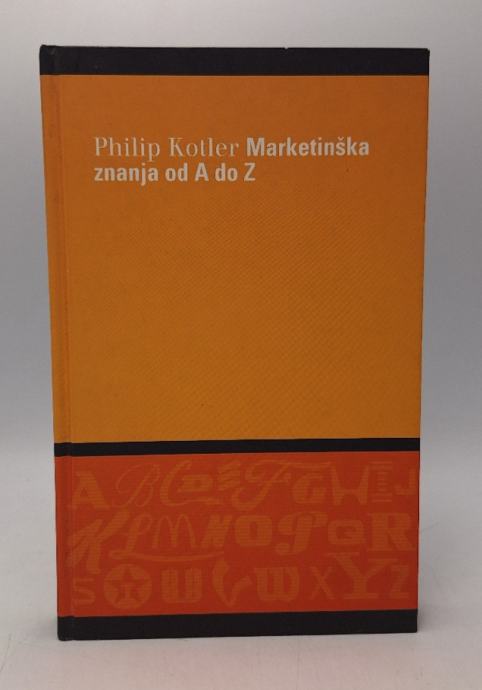 Philip Kotler Marketinška
znanja od A do Z
A B C D E F G H I J
K L M N O P Q R
S T U V W X Y Z